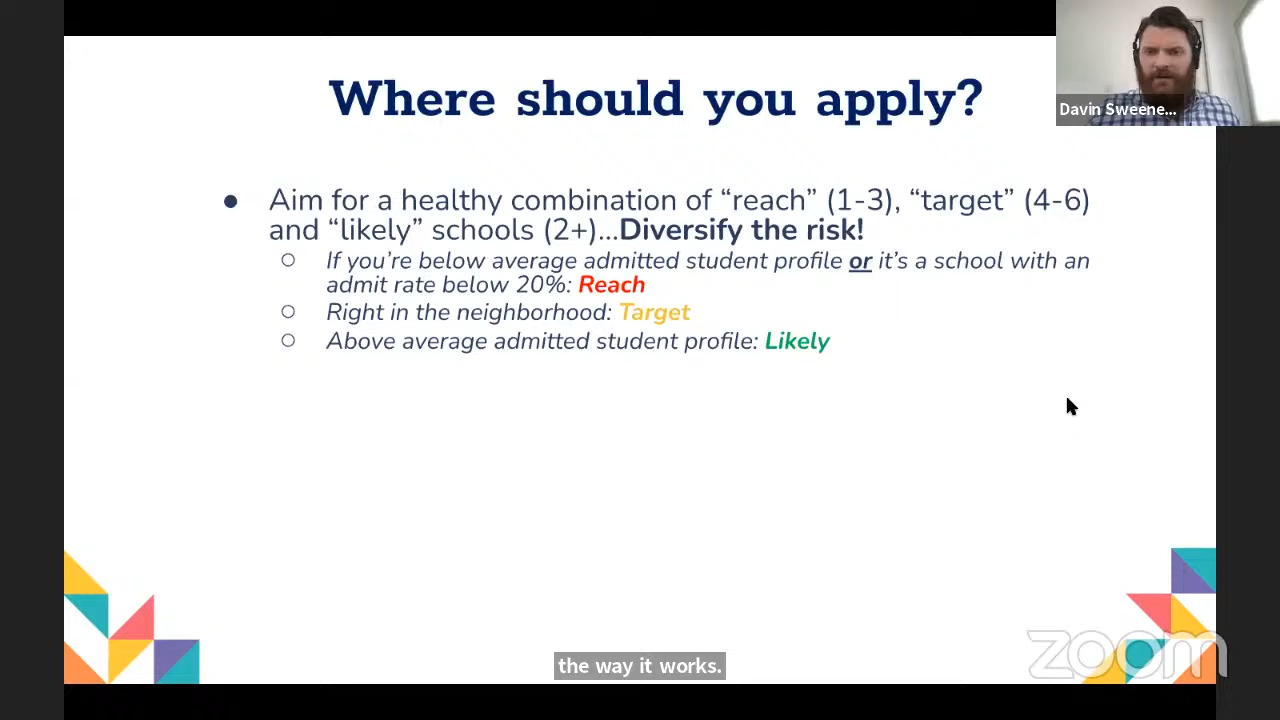 Where should you apply?
Davin Sweene...
● Aim for a healthy combination of “reach” (1-3), “target” (4-6)
and “likely” schools (2+)...Diversify the risk!
○ If you’re below average admitted student profile or it’s a school with an
admit rate below 20%: Reach
○ Right in the neighborhood: Target
○ Above average admitted student profile: Likely
the way it works.
zoom